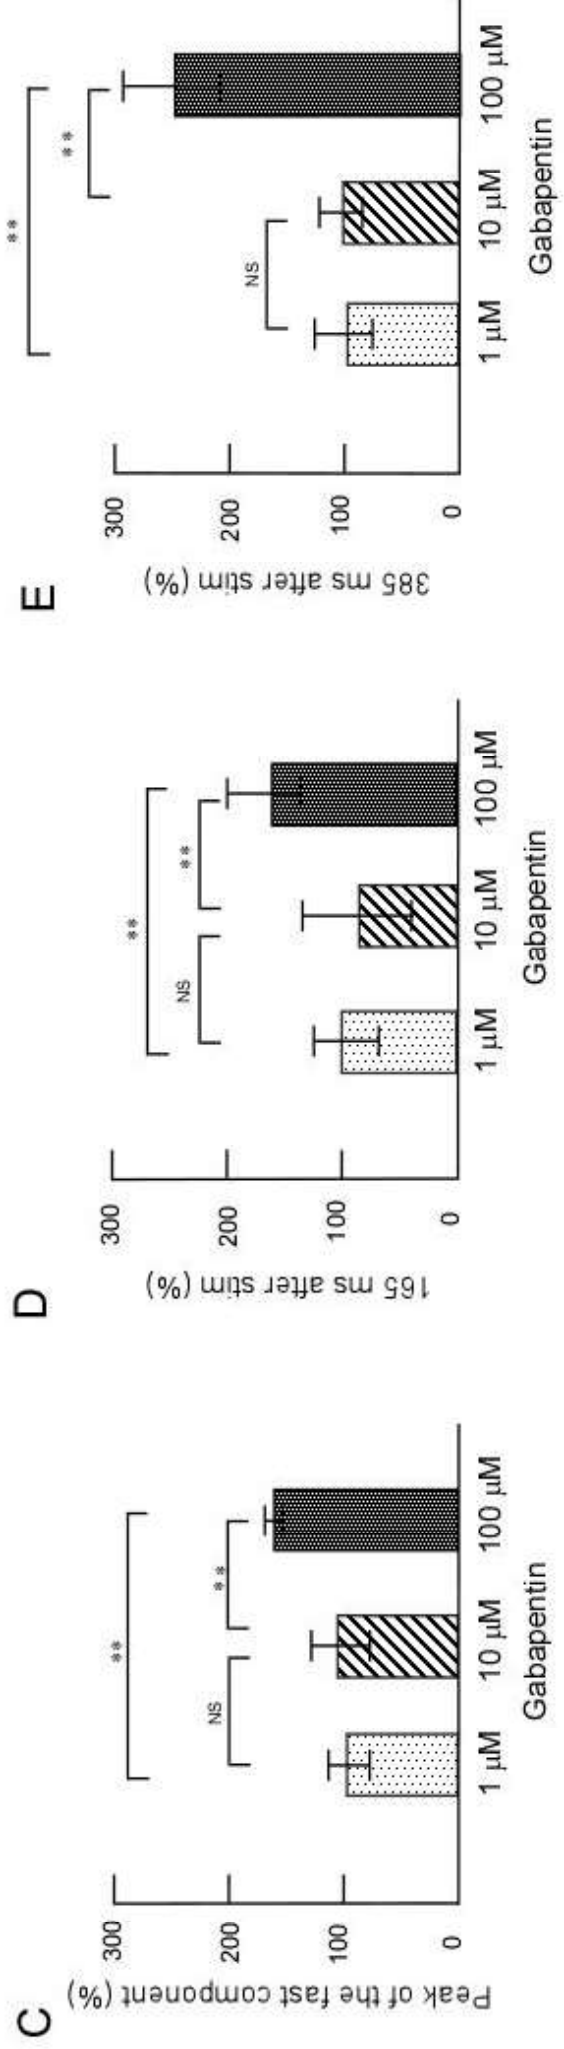 C
Peak of the fast component (%)
300
200
100
0
**
NS
**
1 µM
10 µM
100 µM
Gabapentin
D
165 ms after stim (%)
300
200
100
0
**
NS
**
1 µM
10 µM
100 µM
Gabapentin
E
385 ms after stim (%)
300
200
100
0
**
**
NS
1 µM
10 µM
100 µM
Gabapentin